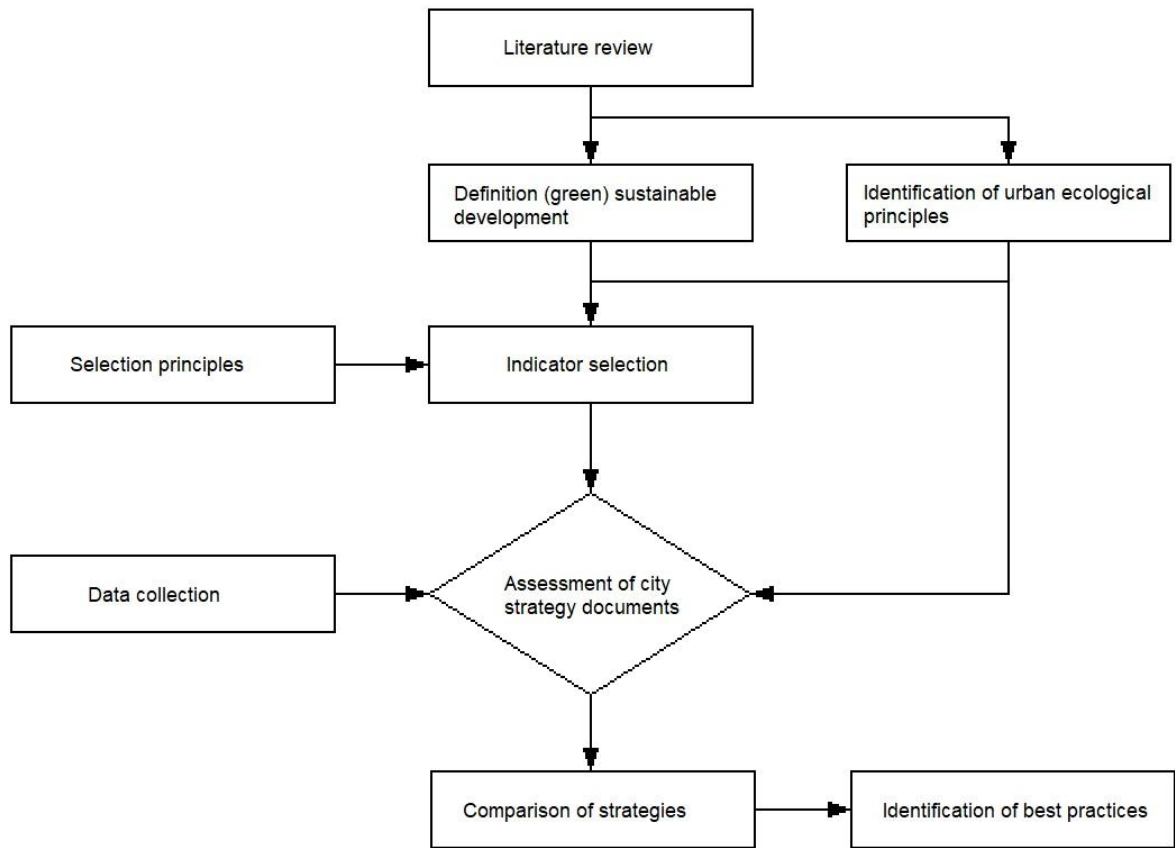 Literature review
Definition (green) sustainable
development
Identification of urban ecological
principles
Selection principles
Indicator selection
Data collection
Assessment of city
strategy documents
Comparison of strategies
Identification of best practices